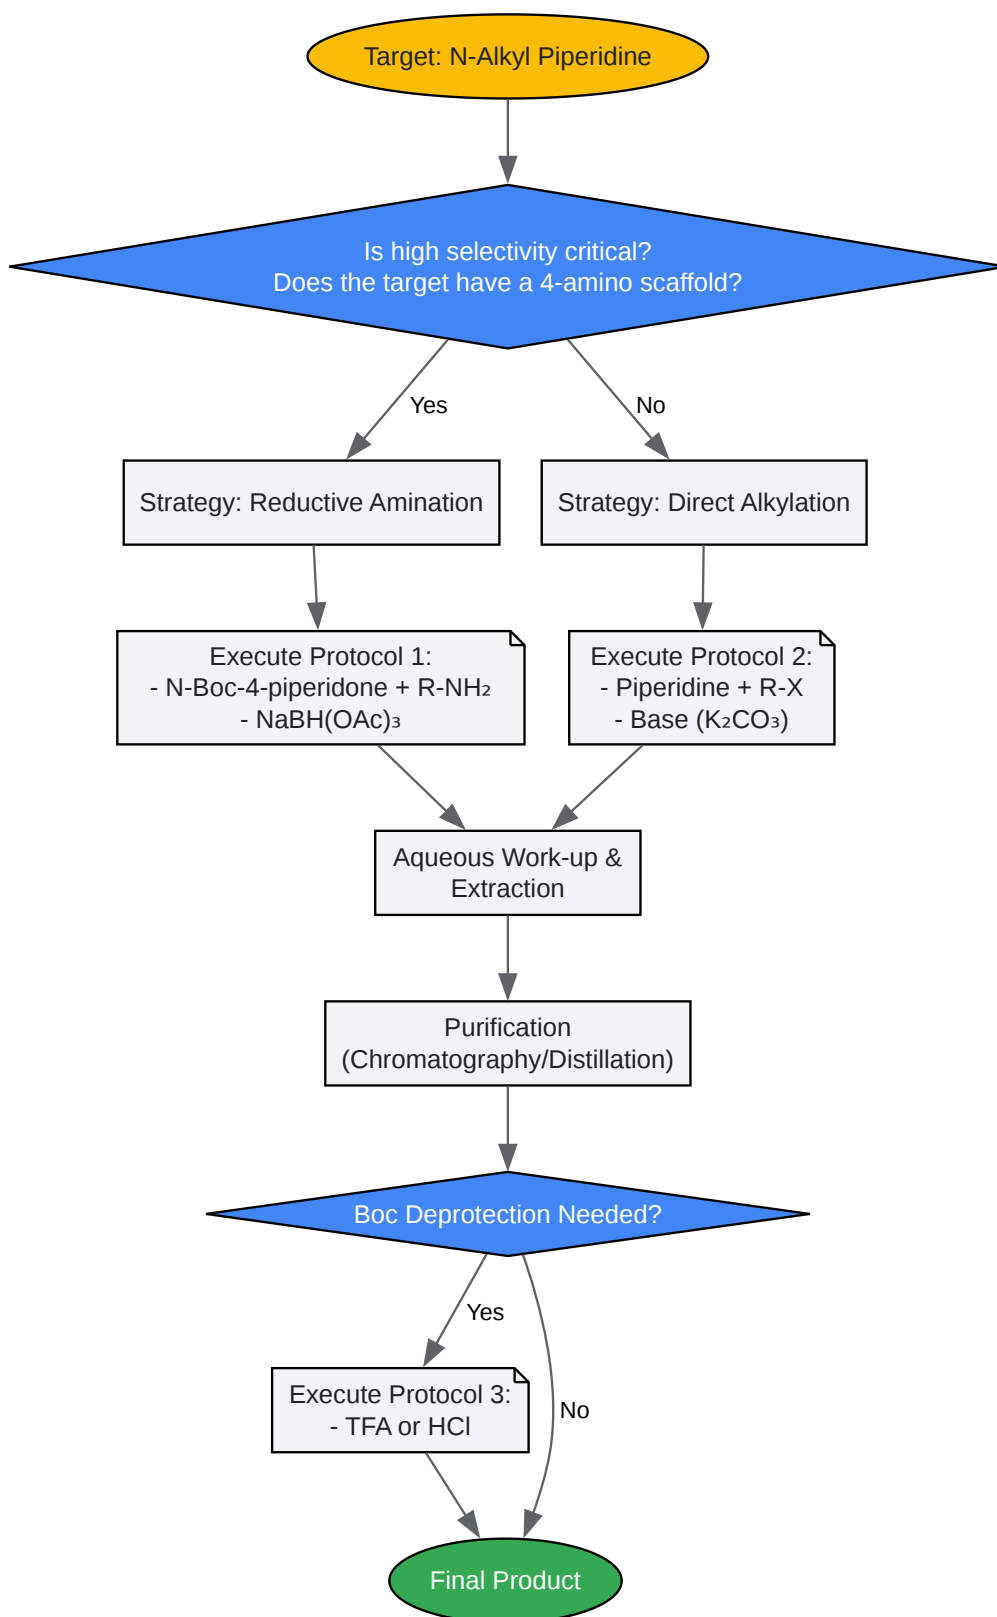 Target: N-Alkyl Piperidine
Is high selectivity critical?
Does the target have a 4-amino scaffold?
Yes
No
Strategy: Reductive Amination
Strategy: Direct Alkylation
Execute Protocol 1:
- N-Boc-4-piperidone + R-NH₂
- NaBH(OAc)₃
Execute Protocol 2:
- Piperidine + R-X
- Base (K₂CO₃)
Aqueous Work-up &
Extraction
Purification
(Chromatography/Distillation)
Boc Deprotection Needed?
Yes
No
Execute Protocol 3:
- TFA or HCl
Final Product